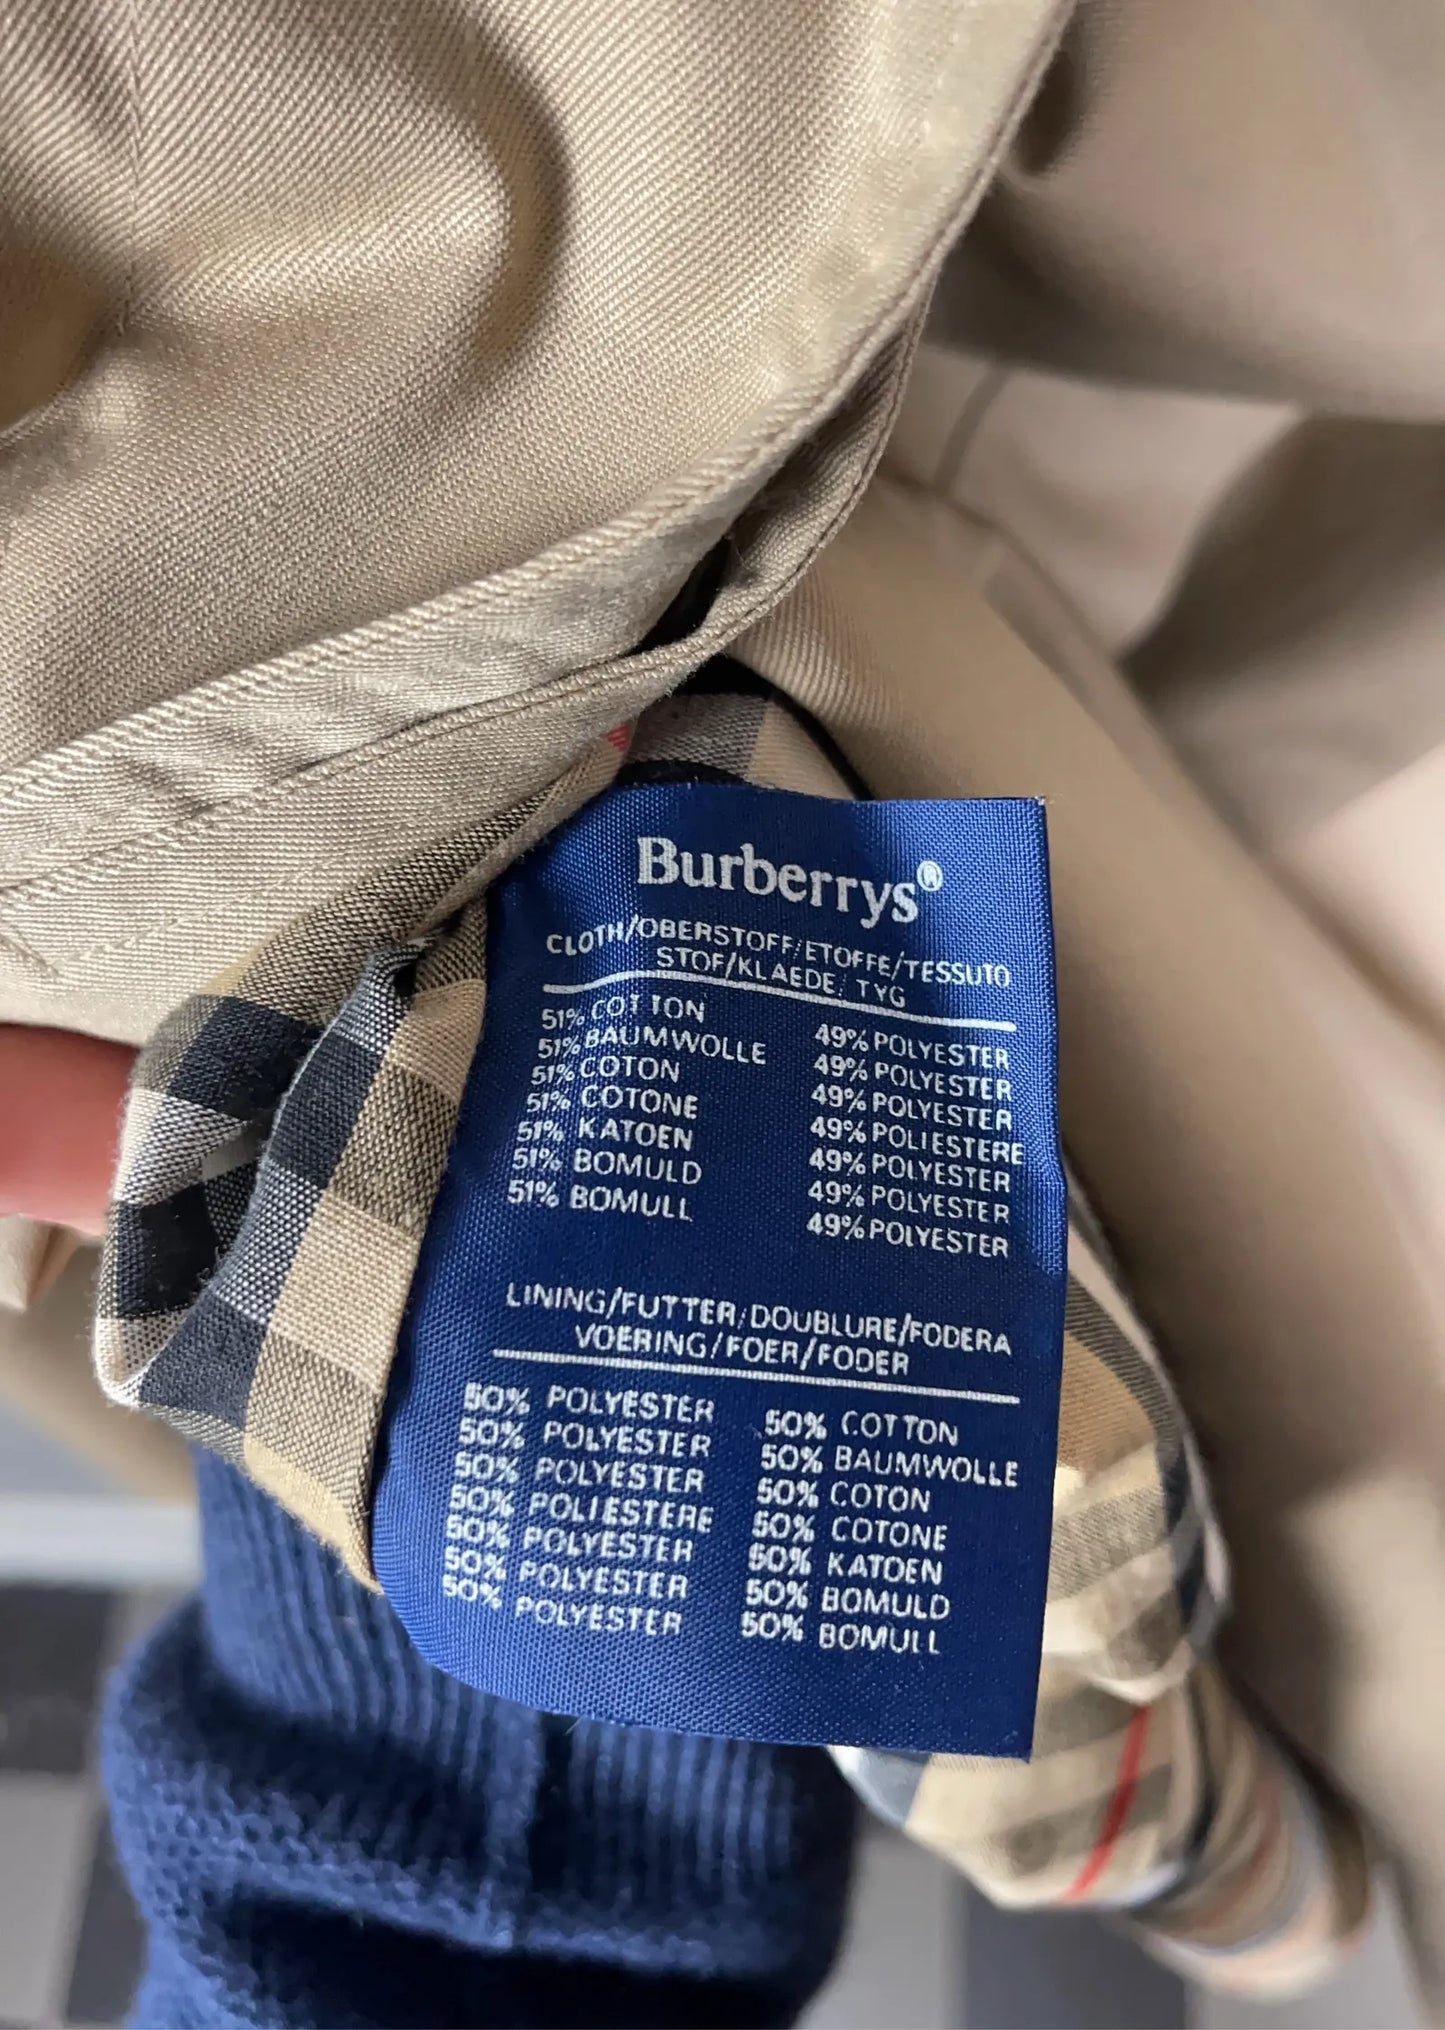 Burberrys®
CLOTH/OBERSTOFF/ETOFFE/TESSUTO
STOF/KLAEDE, TYG
51% COTTON 49% POLYESTER
51% BAUMWOLLE 49% POLYESTER
51% COTON 49% POLYESTER
51% COTONE 49% POLIESTERE
51% KATOEN 49% POLYESTER
51% BOMULD 49% POLYESTER
51% BOMULL 49% POLYESTER
LINING/FUTTER/DOUBLURE/FODERA
VOERING/FOER/FODER
50% POLYESTER 50% COTTON
50% POLYESTER 50% BAUMWOLLE
50% POLYESTER 50% COTON
50% POLIESTERE 50% COTONE
50% POLYESTER 50% KATOEN
50% POLYESTER 50% BOMULD
50% POLYESTER 50% BOMULL